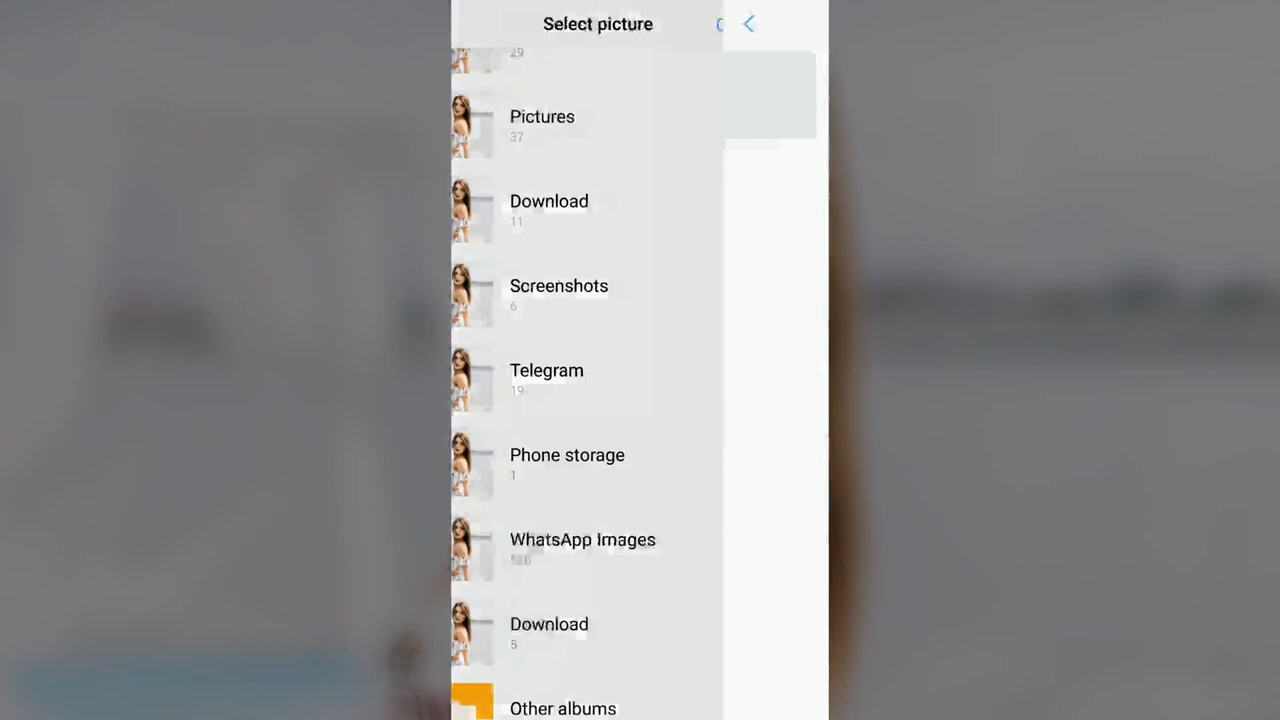 Select picture
29
Pictures
37
Download
11
Screenshots
6
Telegram
19
Phone storage
1
WhatsApp Images
Download
Other albums